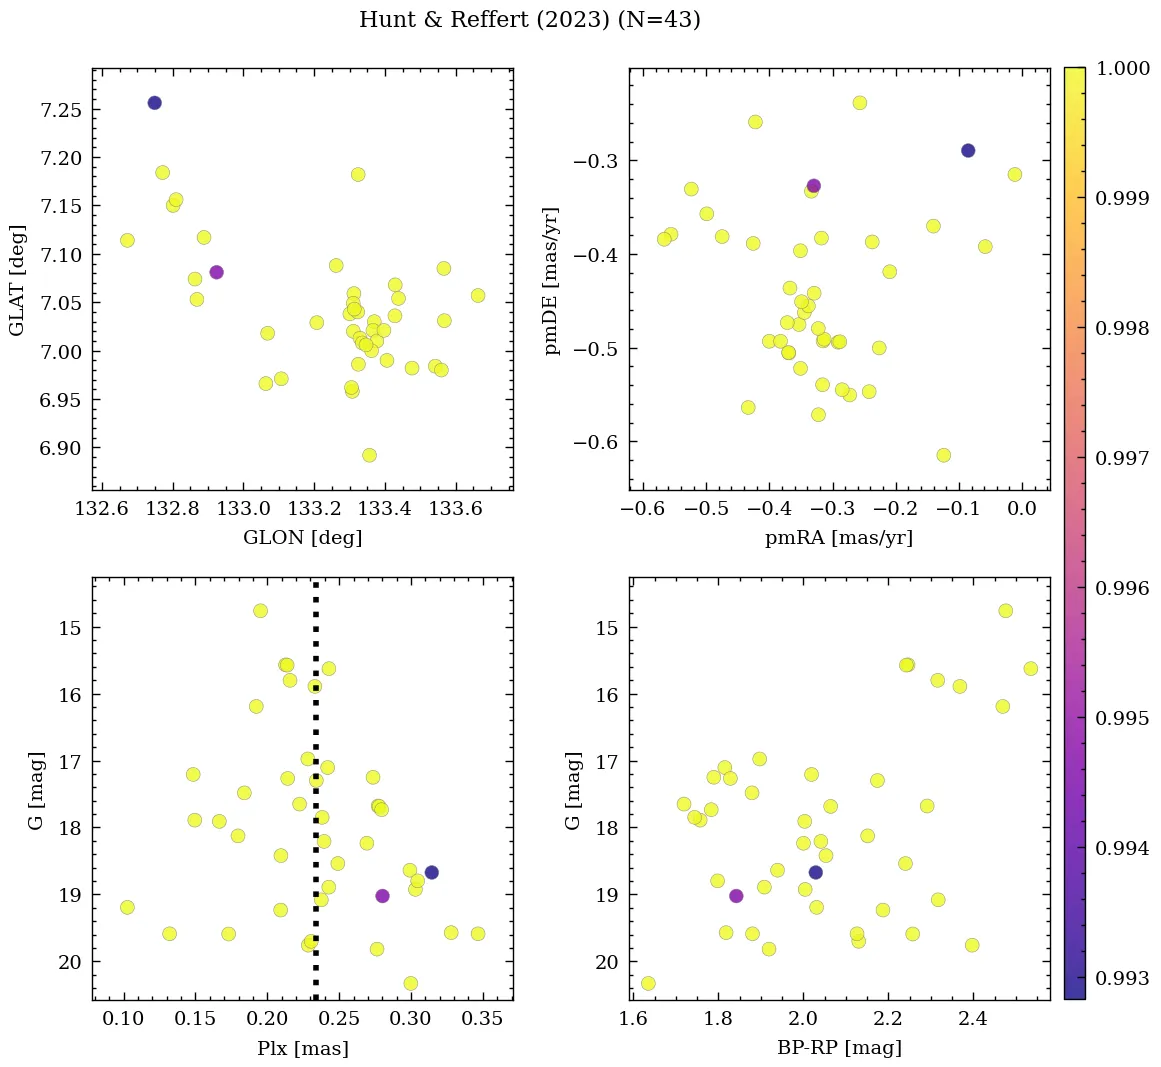 Hunt & Reffert (2023) (N=43)
7.25
7.20
7.15
7.10
7.05
7.00
6.95
6.90
GLAT [deg]
132.6 132.8 133.0 133.2 133.4 133.6
GLON [deg]
−0.3
−0.4
−0.5
−0.6
pmDE [mas/yr]
−0.6 −0.5 −0.4 −0.3 −0.2 −0.1 0.0
pmRA [mas/yr]
1.000
0.999
0.998
0.997
0.996
0.995
0.994
0.993
15
16
17
18
19
20
G [mag]
0.10 0.15 0.20 0.25 0.30 0.35
Plx [mas]
15
16
17
18
19
20
G [mag]
1.6 1.8 2.0 2.2 2.4
BP-RP [mag]